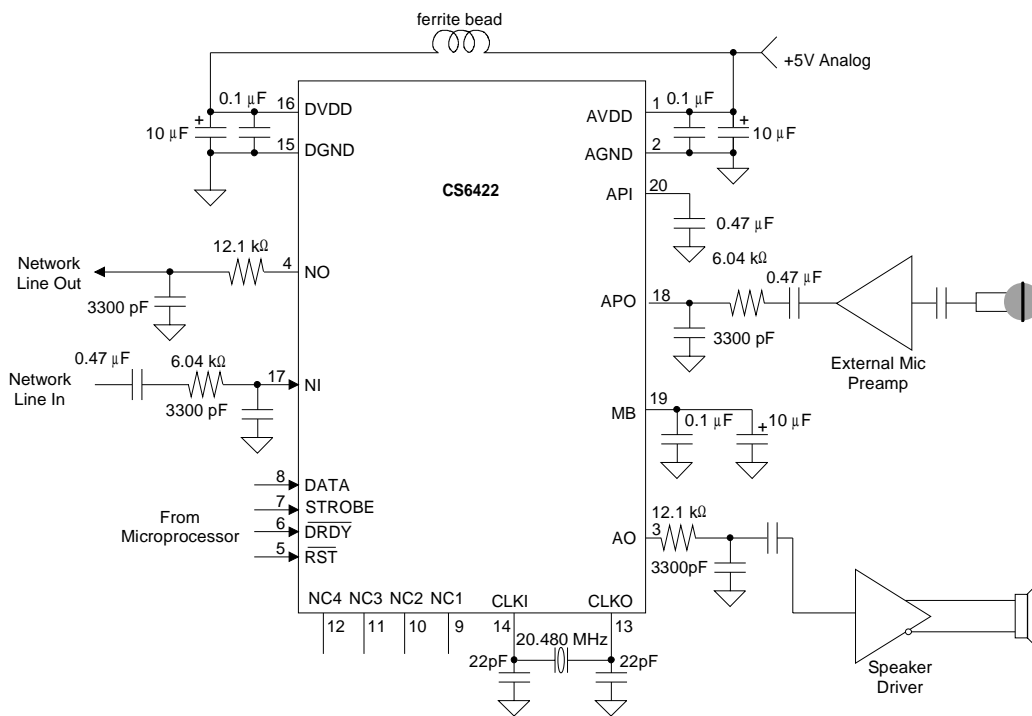 ferrite bead
+5V Analog
0.1 µF
+
10 µF
16
DVDD
15
DGND
1
AVDD
2
AGND
0.1 µF
+
10 µF
CS6422
20
API
0.47 µF
12.1 kΩ
4
NO
Network
Line Out
3300 pF
6.04 kΩ
0.47 µF
18
APO
3300 pF
External Mic
Preamp
0.47 µF
6.04 kΩ
Network
Line In
17
NI
3300 pF
19
MB
0.1 µF
+
10 µF
8
DATA
7
STROBE
6
DRDY
5
RST
From
Microprocessor
12.1 kΩ
AO
3
3300pF
NC4
NC3
NC2
NC1
CLKI
CLKO
12
11
10
9
14
13
20.480 MHz
22pF
22pF
Speaker
Driver